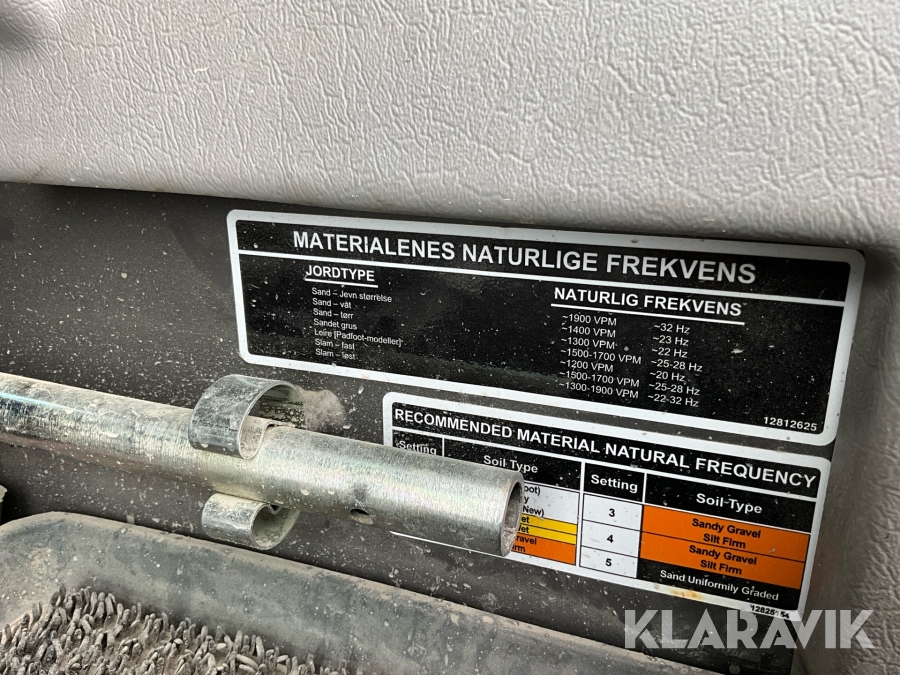 MATERIALENES NATURLIGE FREKVENS
JORDTYPE
NATURLIG FREKVENS
Sand – Jevn størrelse ~1900 VPM ~32 Hz
Sand – våt ~1400 VPM ~23 Hz
Sand – tørr ~1300 VPM ~22 Hz
Sandet grus ~1500-1700 VPM ~25-28 Hz
Leire [Padfoot-modeller] ~1200 VPM ~20 Hz
Slam – fast ~1500-1700 VPM ~25-28 Hz
Slam – løst ~1300-1900 VPM ~22-32 Hz
12812625
RECOMMENDED MATERIAL NATURAL FREQUENCY
Setting Soil-Type Setting Soil-Type
3 Sandy Gravel
Silt Firm
4 Sandy Gravel
Silt Firm
5 Sand Uniformily Graded
New)
KLARAVIK